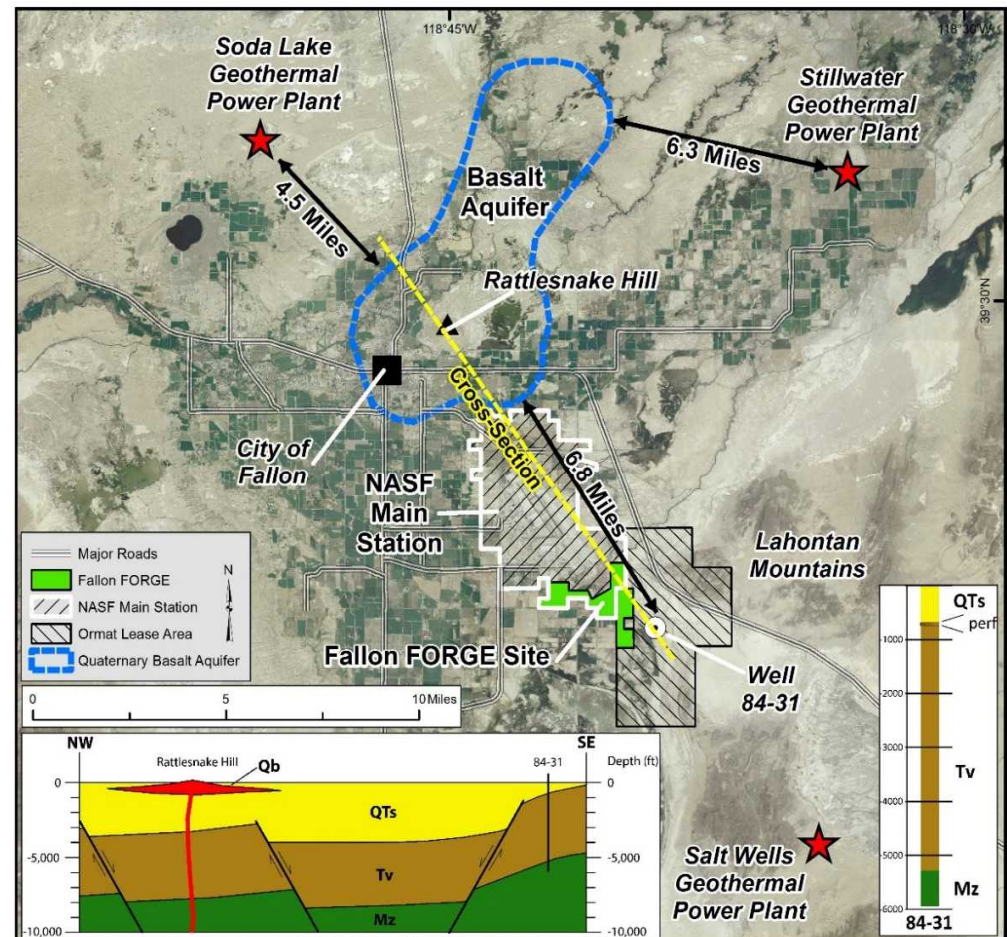 118°45'W
118°30'W
Soda Lake
Geothermal
Power Plant
Stillwater
Geothermal
Power Plant
6.3 Miles
4.5 Miles
Basalt
Aquifer
Rattlesnake Hill
39°30'N
Cross-Section
City of
Fallon
6.8 Miles
NASF
Main
Station
Lahontan
Mountains
Fallon FORGE Site
Well
84-31
Major Roads
Fallon FORGE
N
NASF Main Station
Ormat Lease Area
Quaternary Basalt Aquifer
0 5 10 Miles
NW
Rattlesnake Hill
Qb
84-31
SE
Depth (ft)
0
-5,000
-10,000
QTs
Tv
Mz
0
-5,000
-10,000
Salt Wells
Geothermal
Power Plant
QTs
perf
-1000
-2000
-3000
Tv
-4000
-5000
Mz
-6000
84-31